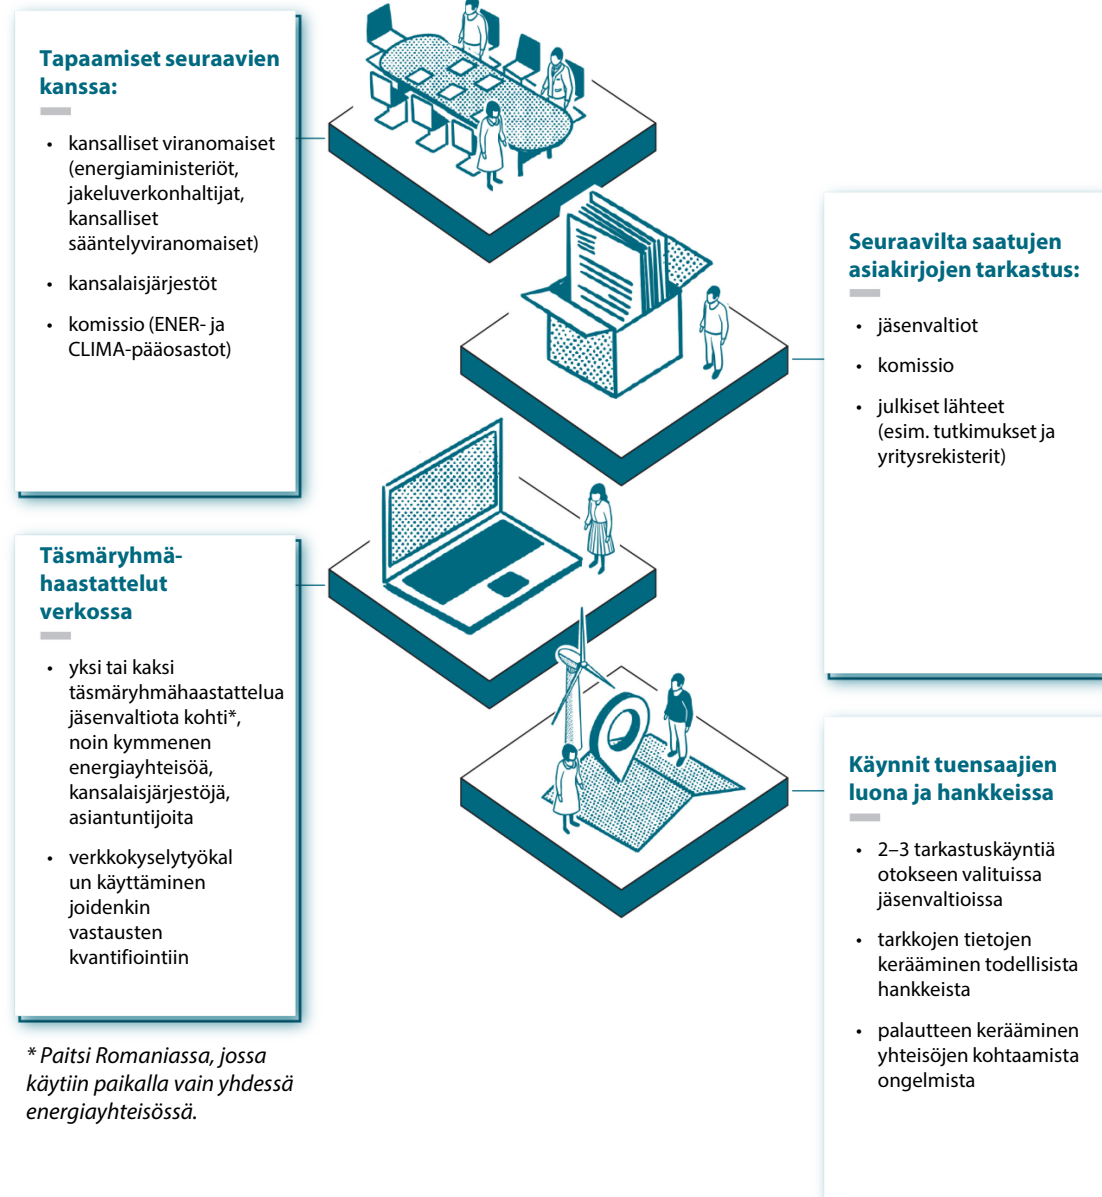 Tapaamiset seuraavien
kanssa:
• kansalliset viranomaiset
(energiaministeriöt,
jakeluverkonhaltijat,
kansalliset
sääntelyviranomaiset)
• kansalaisjärjestöt
• komissio (ENER- ja
CLIMA-pääosastot)
Seuraavilta saatujen
asiakirjojen tarkastus:
• jäsenvaltiot
• komissio
• julkiset lähteet
(esim. tutkimukset ja
yritysrekisterit)
Täsmäryhmä-
haastattelut
verkossa
• yksi tai kaksi
täsmäryhmähaastattelua
jäsenvaltiota kohti*,
noin kymmenen
energiayhteisöä,
kansalaisjärjestöjä,
asiantuntijoita
• verkkokyselytyökal
un käyttäminen
joidenkin
vastausten
kvantifiointiin
* Paitsi Romaniassa, jossa
käytiin paikalla vain yhdessä
energiayhteisössä.
Käynnit tuensaajien
luona ja hankkeissa
• 2–3 tarkastuskäyntiä
otokseen valituissa
jäsenvaltioissa
• tarkkojen tietojen
kerääminen todellisista
hankkeista
• palautteen kerääminen
yhteisöjen kohtaamista
ongelmista